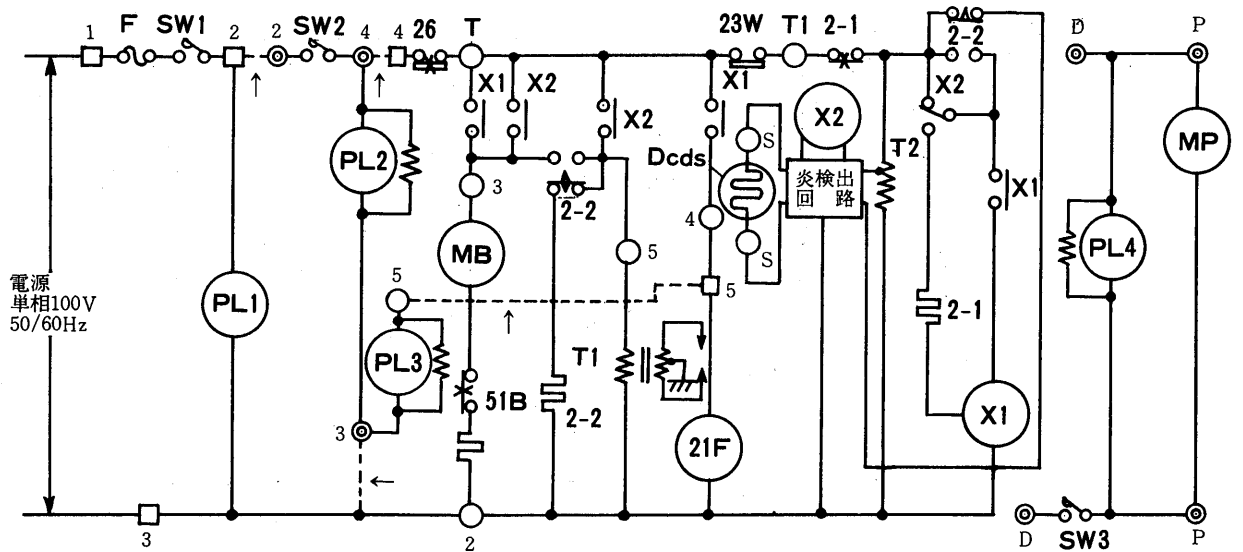 F SW1 SW2 26 T 23W T1 2-1
1 2 2 4 4
D P
2-2
X1 X2 X2 X1
X2
X2
S
PL2
Dcds
T2
MP
炎検出
回路
3
2-2
X1
4
MB
5
S
PL4
電源
単相100V
50/60Hz
PL1
5
5
2-1
PL3
T1
51B
2-2
3
21F
X1
3
2
D SW3 P